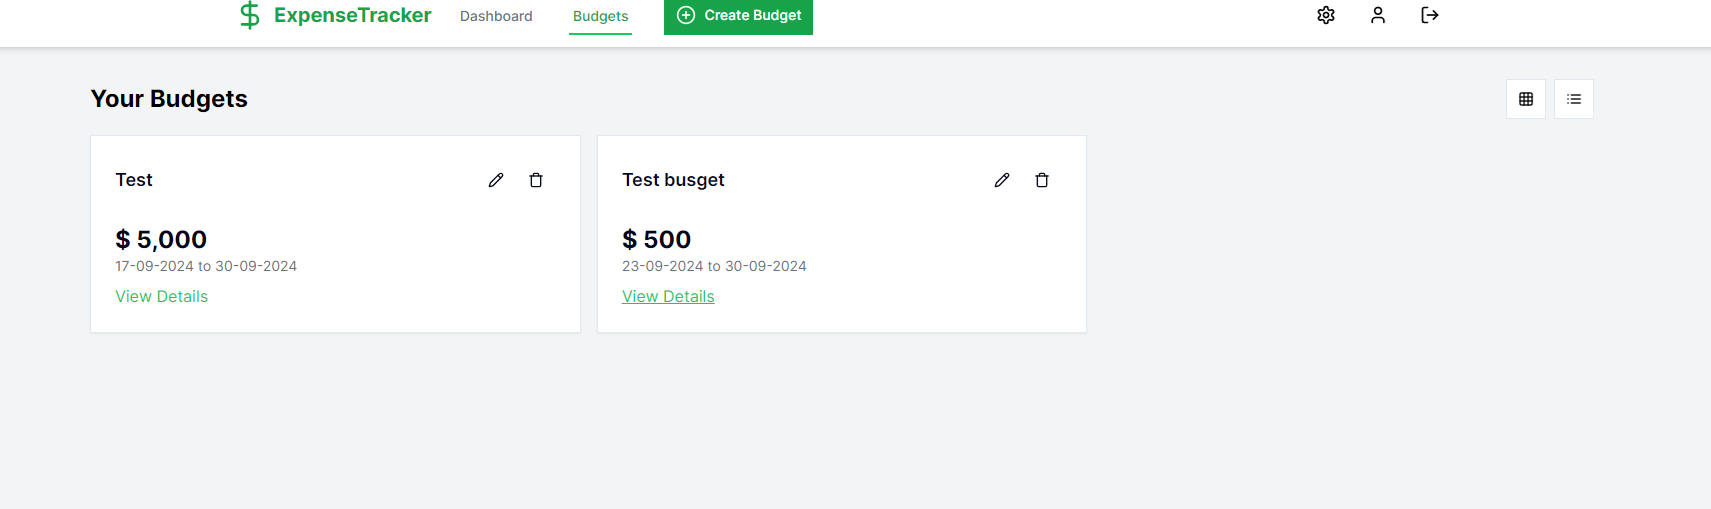 ExpenseTracker Dashboard Budgets Create Budget
Your Budgets
Test
$ 5,000
17-09-2024 to 30-09-2024
View Details
Test busget
$ 500
23-09-2024 to 30-09-2024
View Details